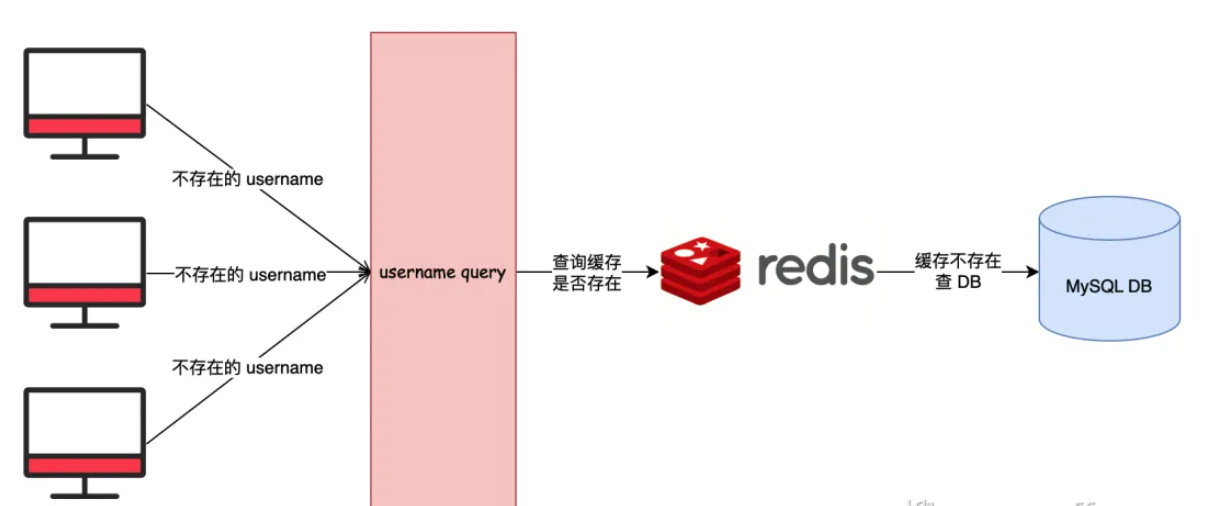 不存在的 username
不存在的 username
不存在的 username
username query
查询缓存
是否存在
redis
缓存不存在
查 DB
MySQL DB